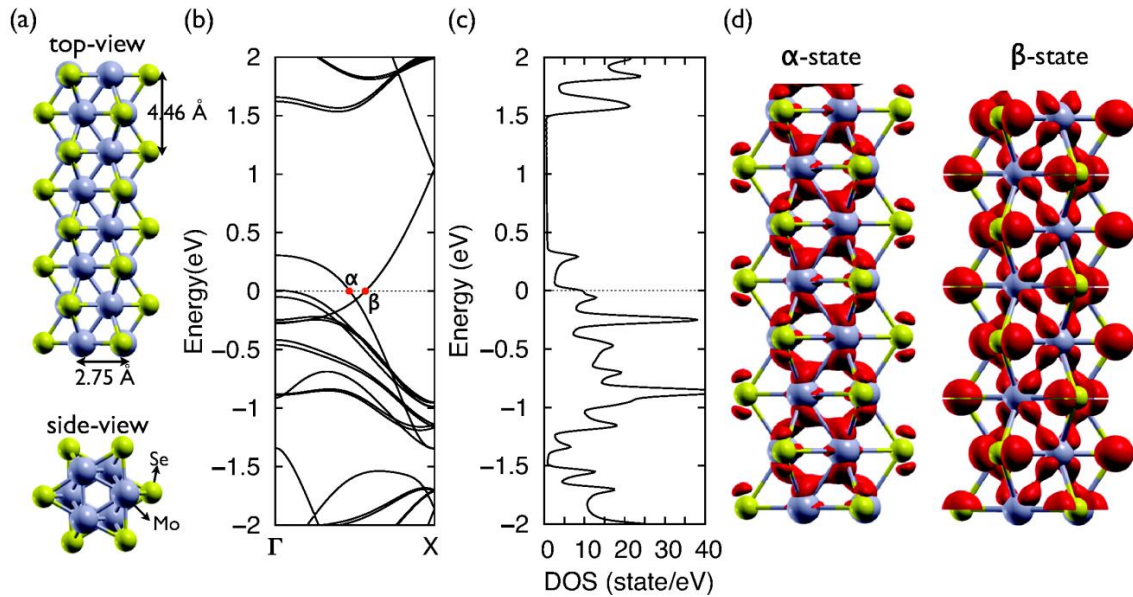 (a)
top-view
4.46 Å
2.75 Å
side-view
Se
Mo
(b)
2
1.5
1
0.5
0
−0.5
−1
−1.5
−2
Energy(eV)
α
β
Γ
X
(c)
2
1.5
1
0.5
0
−0.5
−1
−1.5
−2
Energy (eV)
0 10 20 30 40
DOS (state/eV)
(d)
α-state
β-state